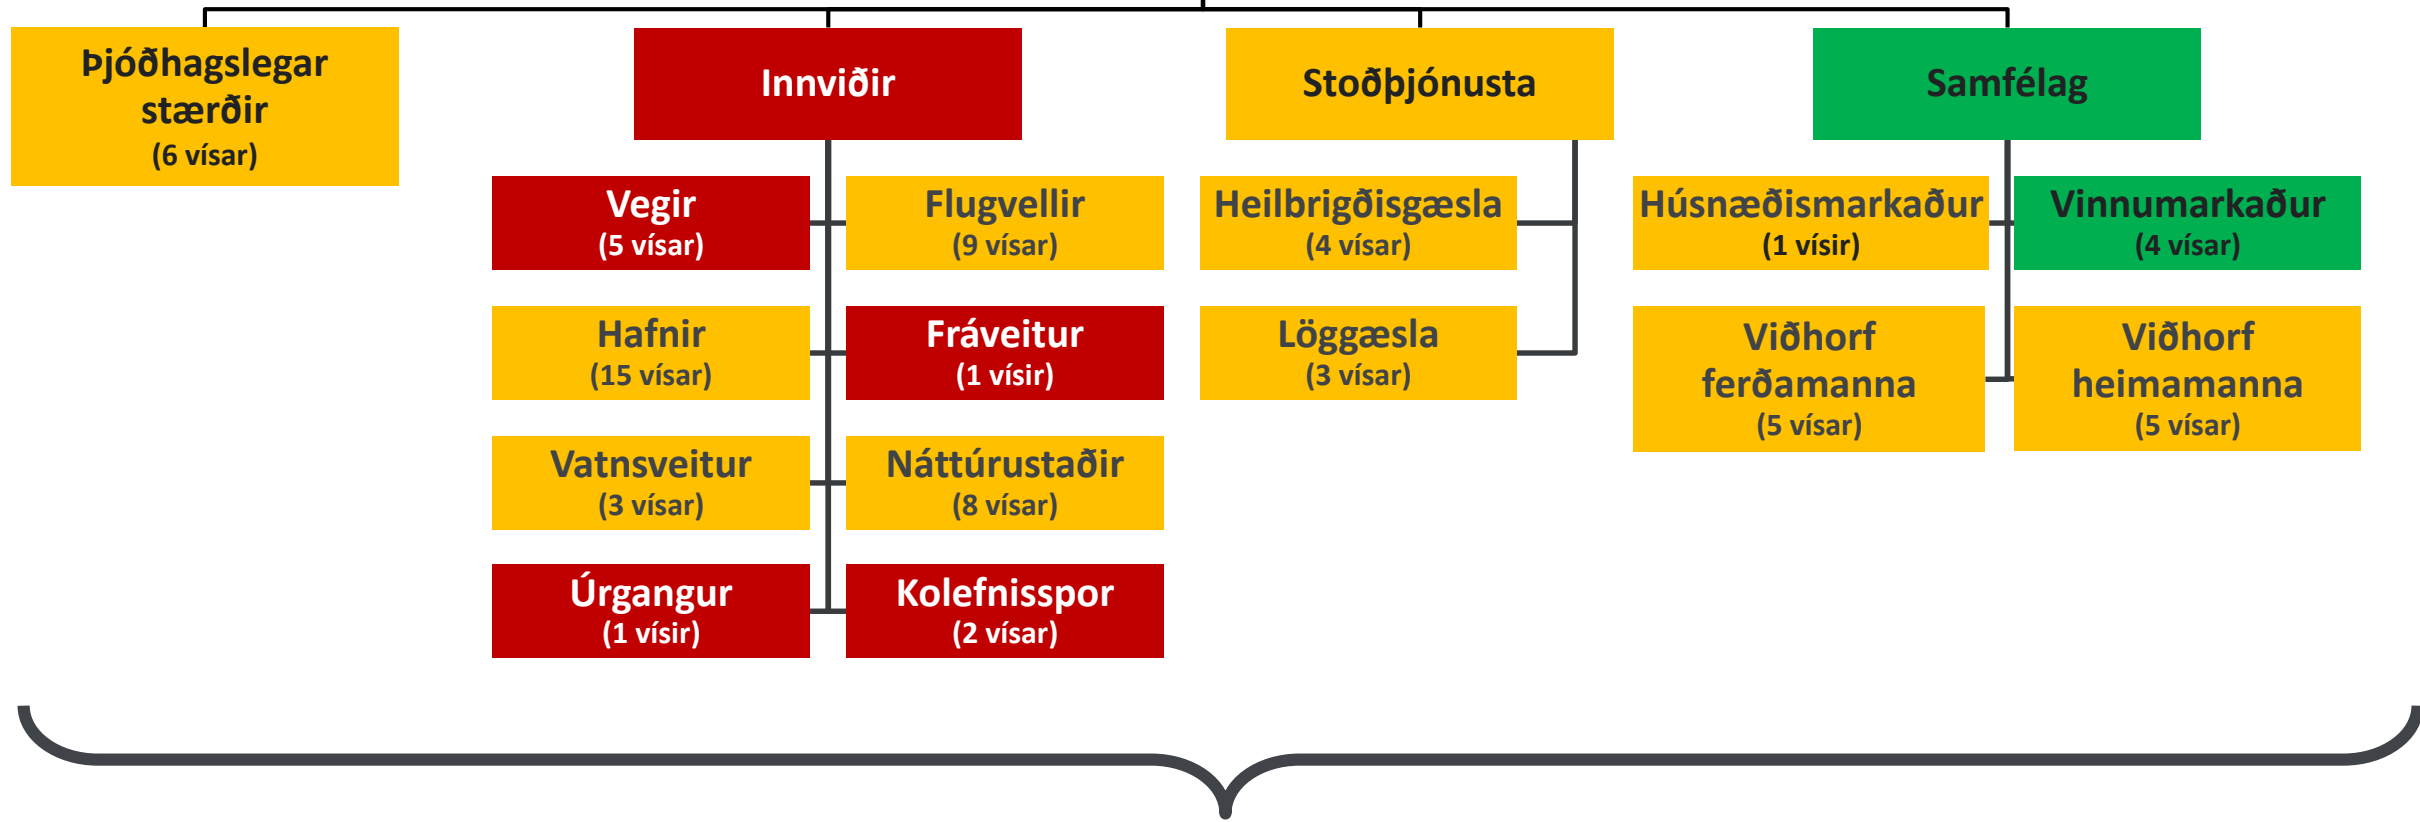 Þjóðhagslegar
stærðir
(6 vísar)
Innviðir
Vegir
(5 vísar)
Flugvellir
(9 vísar)
Hafnir
(15 vísar)
Fráveitur
(1 vísir)
Vatnsveitur
(3 vísar)
Náttúrustaðir
(8 vísar)
Úrgangur
(1 vísir)
Kolefnisspor
(2 vísar)
Stoðþjónusta
Heilbrigðisgæsla
(4 vísar)
Löggæsla
(3 vísar)
Samfélag
Húsnæðismarkaður
(1 vísir)
Vinnumarkaður
(4 vísar)
Viðhorf
ferðamanna
(5 vísar)
Viðhorf
heimamanna
(5 vísar)